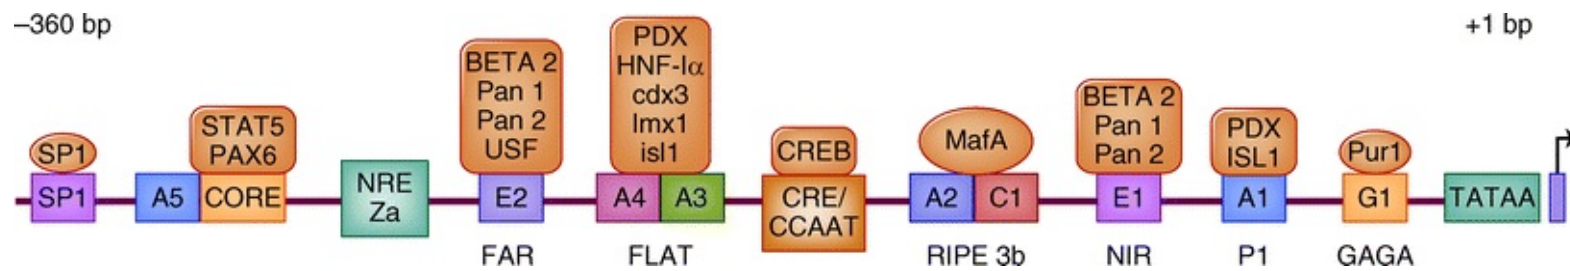 –360 bp
+1 bp
SP1
STAT5
PAX6
BETA 2
Pan 1
Pan 2
USF
PDX
HNF-Iα
cdx3
lmx1
isl1
CREB
MafA
BETA 2
Pan 1
Pan 2
PDX
ISL1
Pur1
SP1
A5
CORE
NRE
Za
E2
A4
A3
CRE/
CCAAT
A2
C1
E1
A1
G1
TATAA
FAR
FLAT
RIPE 3b
NIR
P1
GAGA